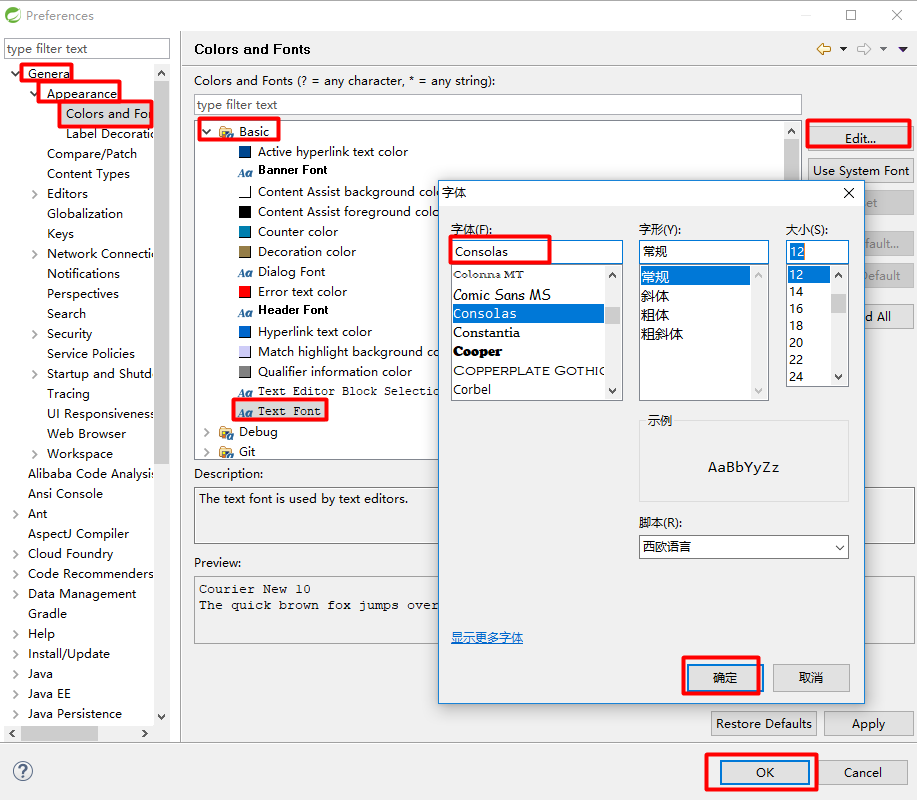 Preferences
type filter text
General
Appearance
Colors and Fo
Label Decoratic
Compare/Patch
Content Types
Editors
Globalization
Keys
Network Connectic
Notifications
Perspectives
Search
Security
Service Policies
Startup and Shutd
Tracing
UI Responsiveness
Web Browser
Workspace
Alibaba Code Analysis
Ansi Console
Ant
AspectJ Compiler
Cloud Foundry
Code Recommenders
Data Management
Gradle
Help
Install/Update
Java
Java EE
Java Persistence
Colors and Fonts
Colors and Fonts (? = any character, * = any string):
type filter text
Basic
Active hyperlink text color
Banner Font
Content Assist background colo
Content Assist foreground colo
Counter color
Decoration color
Dialog Font
Error text color
Header Font
Hyperlink text color
Match highlight background co
Qualifier information color
Text Editor Block Selectio
Text Font
Debug
Git
Edit...
Use System Font
et
fault...
Default
d All
Description:
The text font is used by text editors.
Preview:
Courier New 10
The quick brown fox jumps over
字体
字体(F):
Consolas
Colonna MT
Comic Sans MS
Consolas
Constantia
Cooper
Copperplate Gothic
Corbel
字形(Y):
常规
常规
斜体
粗体
粗斜体
大小(S):
12
12
14
16
18
20
22
24
示例
AaBbYyZz
脚本(R):
西欧语言
显示更多字体
确定
取消
Restore Defaults
Apply
?
OK
Cancel